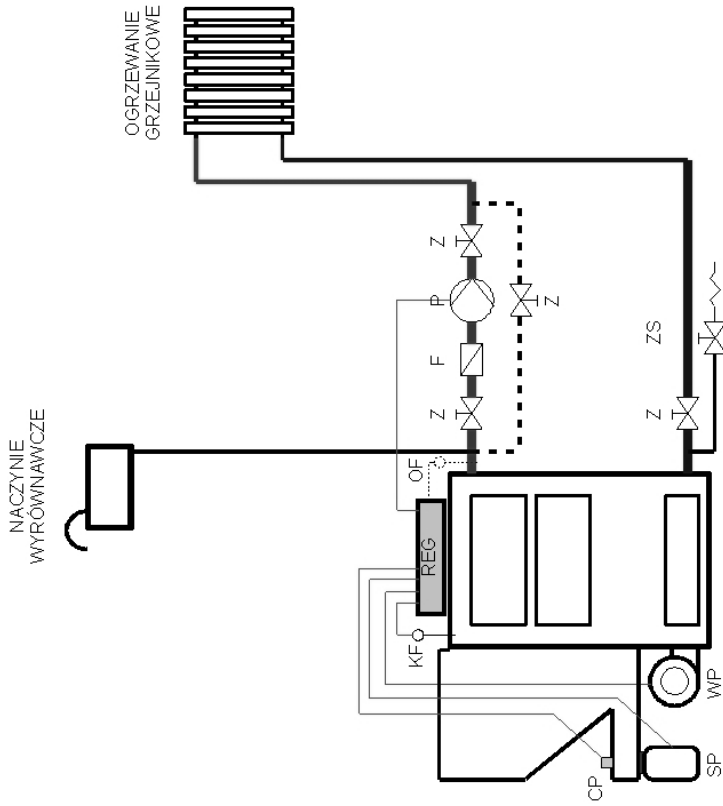 OGRZEWANIE
GRZEJNIKOWE
NACZYNIE
WYRÓWNAWCZE
Z
P
F
Z
Z
OF
REG
KF
ZS
Z
CP
SP
WP